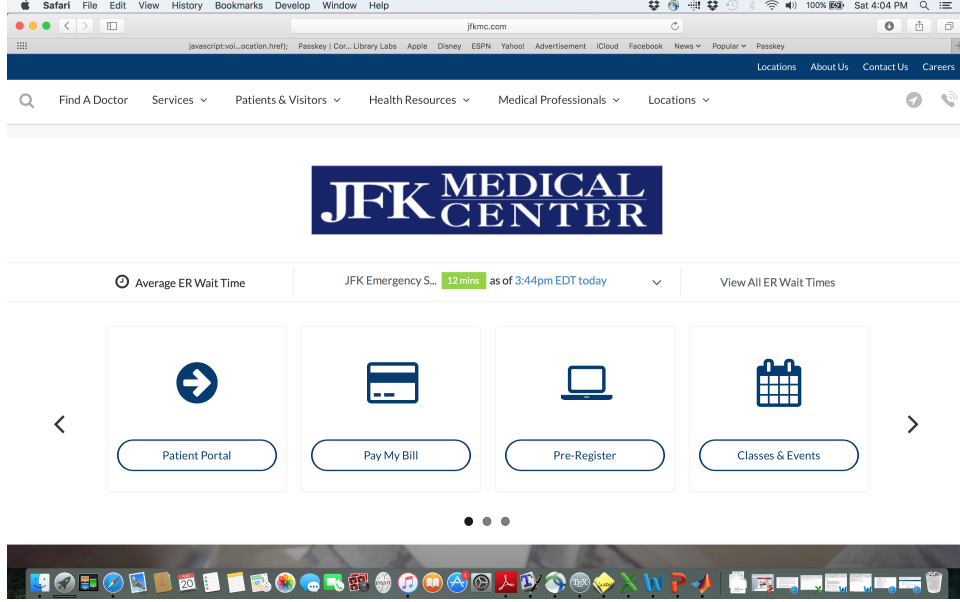 Safari File Edit View History Bookmarks Develop Window Help 100% Sat 4:04 PM
jfkmc.com
javascript:voi...ocation.href); Passkey | Cor... Library Labs Apple Disney ESPN Yahoo! Advertisement iCloud Facebook News Popular Passkey
Locations About Us Contact Us Careers
Find A Doctor Services Patients & Visitors Health Resources Medical Professionals Locations
JFK MEDICAL
CENTER
Average ER Wait Time JFK Emergency S... 12 mins as of 3:44pm EDT today View All ER Wait Times
Patient Portal Pay My Bill Pre-Register Classes & Events
20